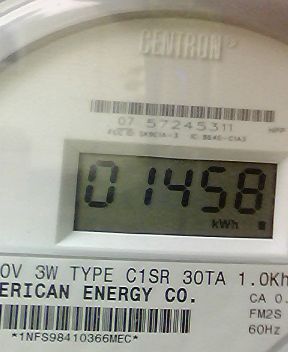 CENTRON
07 57245311
01458
kWh
0V 3W TYPE C1SR 30TA 1.0Kh
ERICAN ENERGY CO.
CA 0.
FM2S
60Hz
*1NFS98410366MEC*